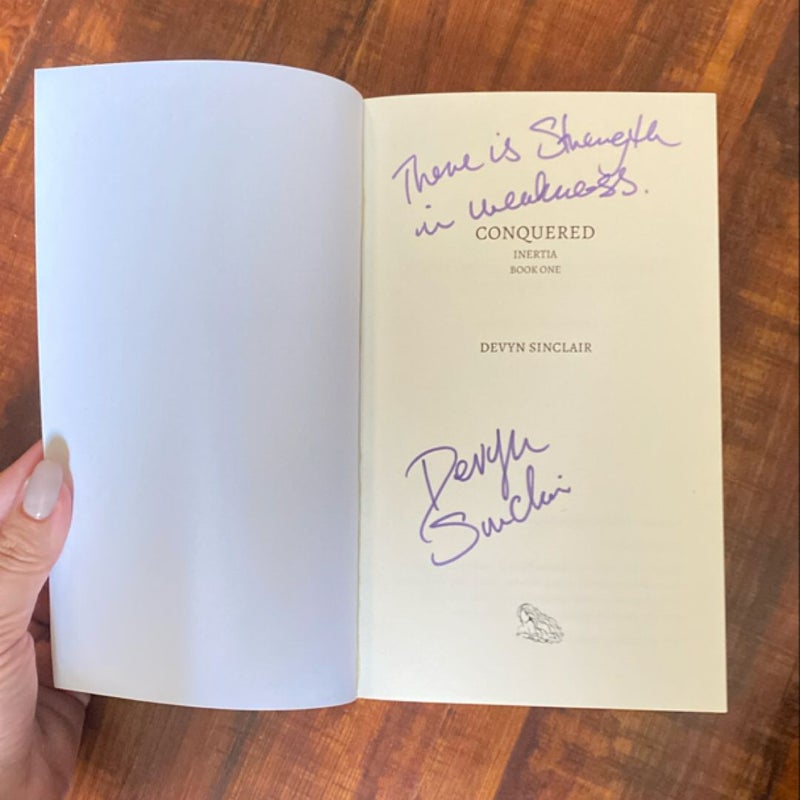 There is Strength
in weakness.
CONQUERED
INERTIA
BOOK ONE
DEVYN SINCLAIR
Devyn
Sinclair